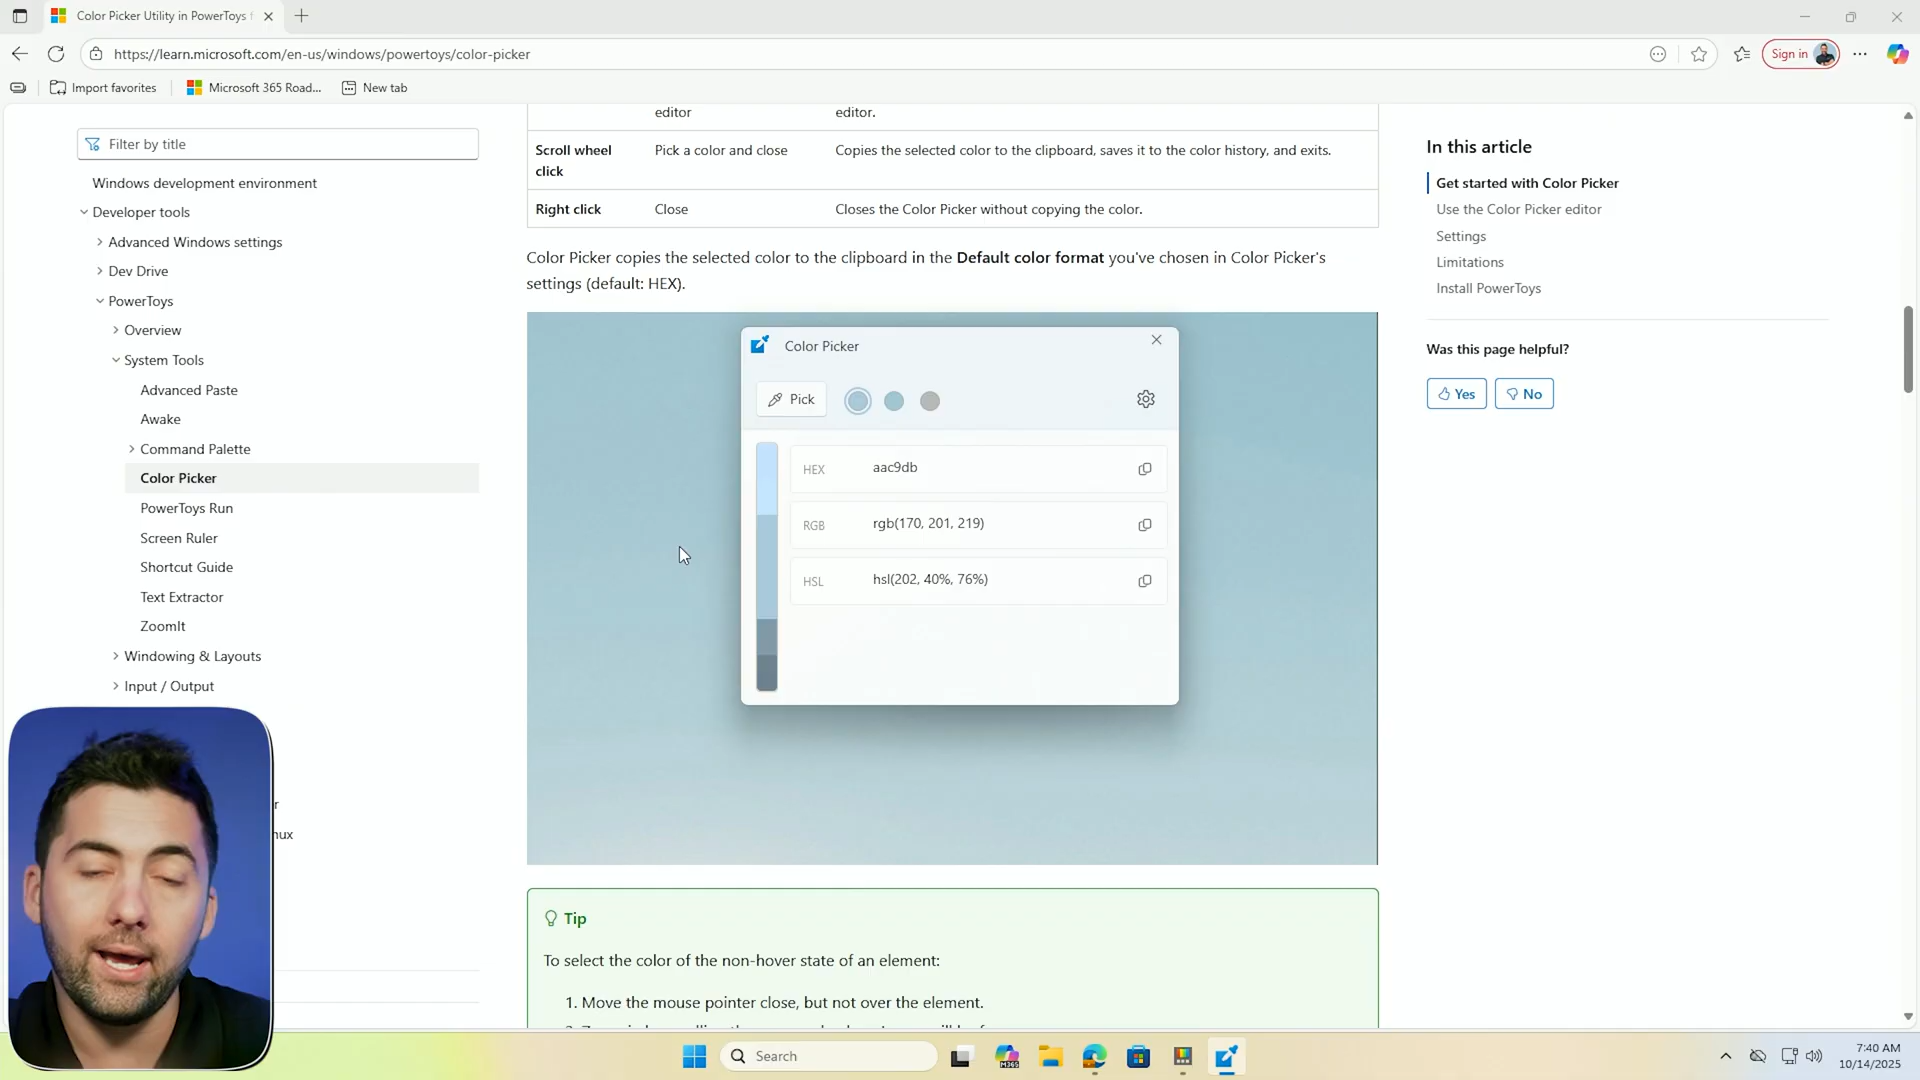 Color Picker Utility in PowerToys f
https://learn.microsoft.com/en-us/windows/powertoys/color-picker
Sign in
Import favorites
Microsoft 365 Road...
New tab
Filter by title
Windows development environment
Developer tools
Advanced Windows settings
Dev Drive
PowerToys
Overview
System Tools
Advanced Paste
Awake
Command Palette
Color Picker
PowerToys Run
Screen Ruler
Shortcut Guide
Text Extractor
ZoomIt
Windowing & Layouts
Input / Output
r
nux
editor editor.
Scroll wheel click Pick a color and close Copies the selected color to the clipboard, saves it to the color history, and exits.
Right click Close Closes the Color Picker without copying the color.
Color Picker copies the selected color to the clipboard in the Default color format you've chosen in Color Picker's
settings (default: HEX).
Color Picker
Pick
HEX aac9db
RGB rgb(170, 201, 219)
HSL hsl(202, 40%, 76%)
Tip
To select the color of the non-hover state of an element:
1. Move the mouse pointer close, but not over the element.
In this article
Get started with Color Picker
Use the Color Picker editor
Settings
Limitations
Install PowerToys
Was this page helpful?
Yes
No
Search
M365
7:40 AM
10/14/2025